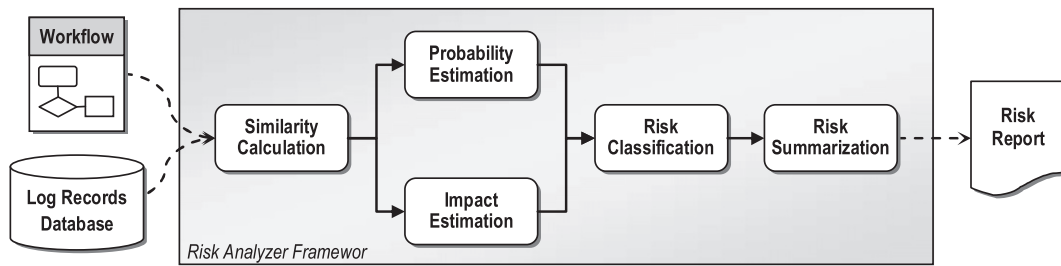 Workflow
Log Records
Database
Similarity
Calculation
Probability
Estimation
Impact
Estimation
Risk
Classification
Risk
Summarization
Risk
Report
Risk Analyzer Framewor